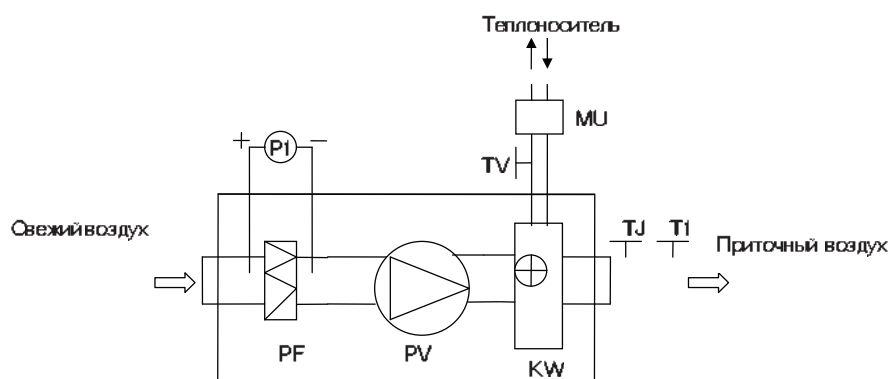 Теплоноситель
MU
+ P1 −
TV
Свежий воздух
TJ T1
Приточный воздух
PF PV KW